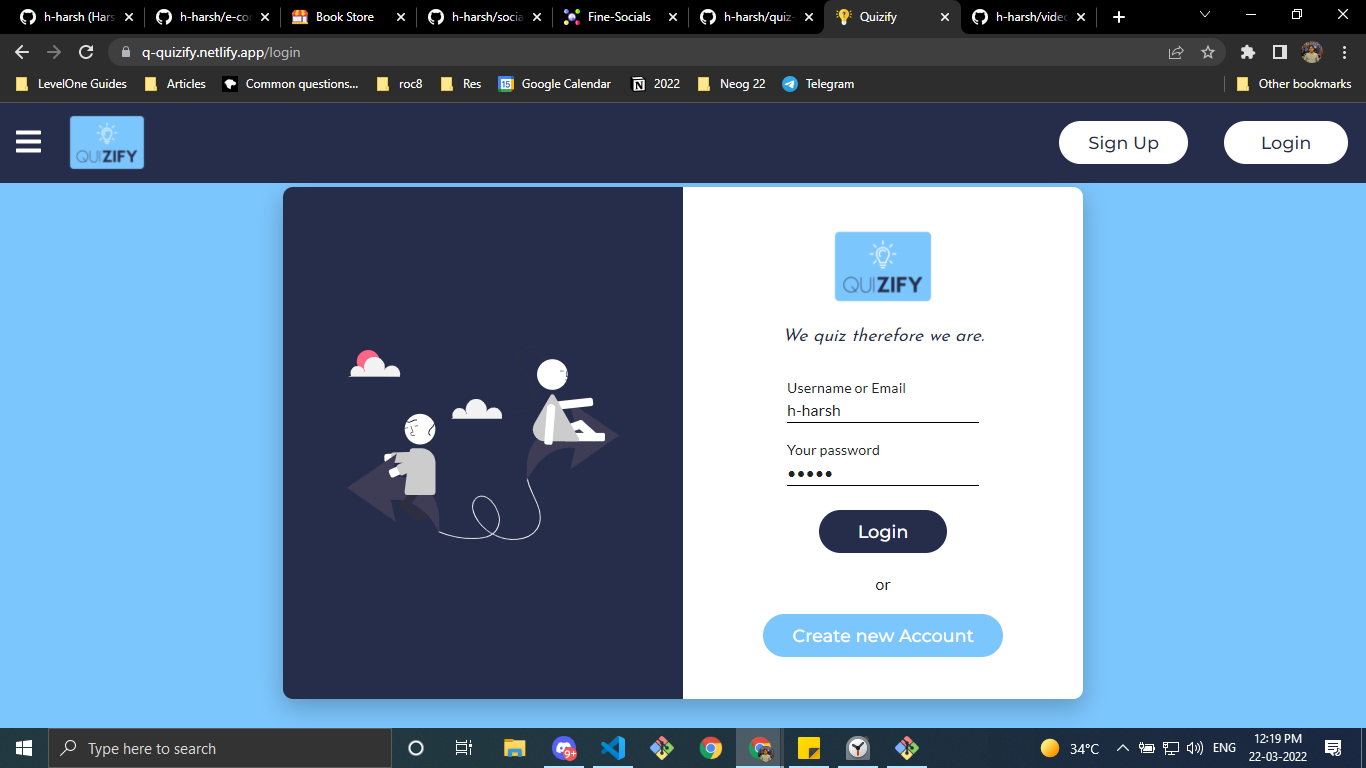 h-harsh (Hars
h-harsh/e-co
Book Store
h-harsh/socia
Fine-Socials
h-harsh/quiz-
Quizify
h-harsh/video
q-quizify.netlify.app/login
LevelOne Guides
Articles
Common questions...
roc8
Res
15
Google Calendar
2022
Neog 22
Telegram
Other bookmarks
QUIZIFY
Sign Up
Login
QUIZIFY
We quiz therefore we are.
Username or Email
h-harsh
Your password
•••••
Login
or
Create new Account
Type here to search
9+
34°C
ENG
12:19 PM
22-03-2022